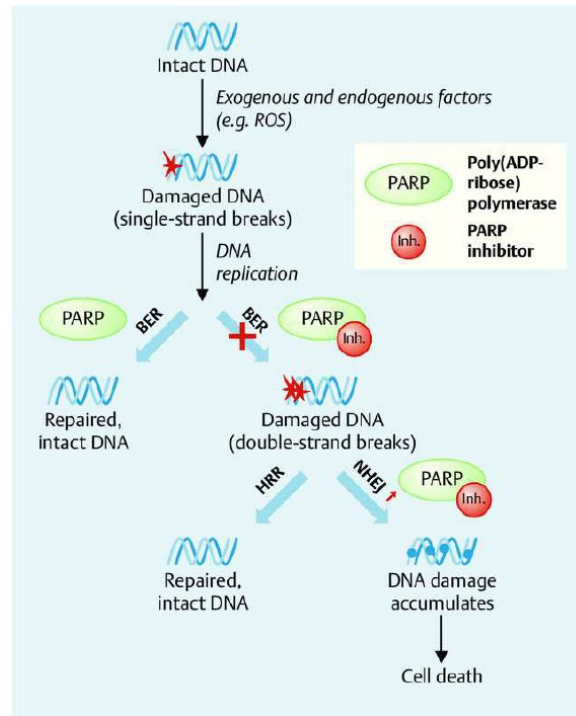 Intact DNA
Exogenous and endogenous factors
(e.g. ROS)
Damaged DNA
(single-strand breaks)
DNA
replication
PARP
Poly(ADP-
ribose)
polymerase
Inh.
PARP
inhibitor
PARP
BER
BER
PARP
Inh.
Repaired,
intact DNA
Damaged DNA
(double-strand breaks)
HRR
NHEJ
PARP
Inh.
Repaired,
intact DNA
DNA damage
accumulates
Cell death